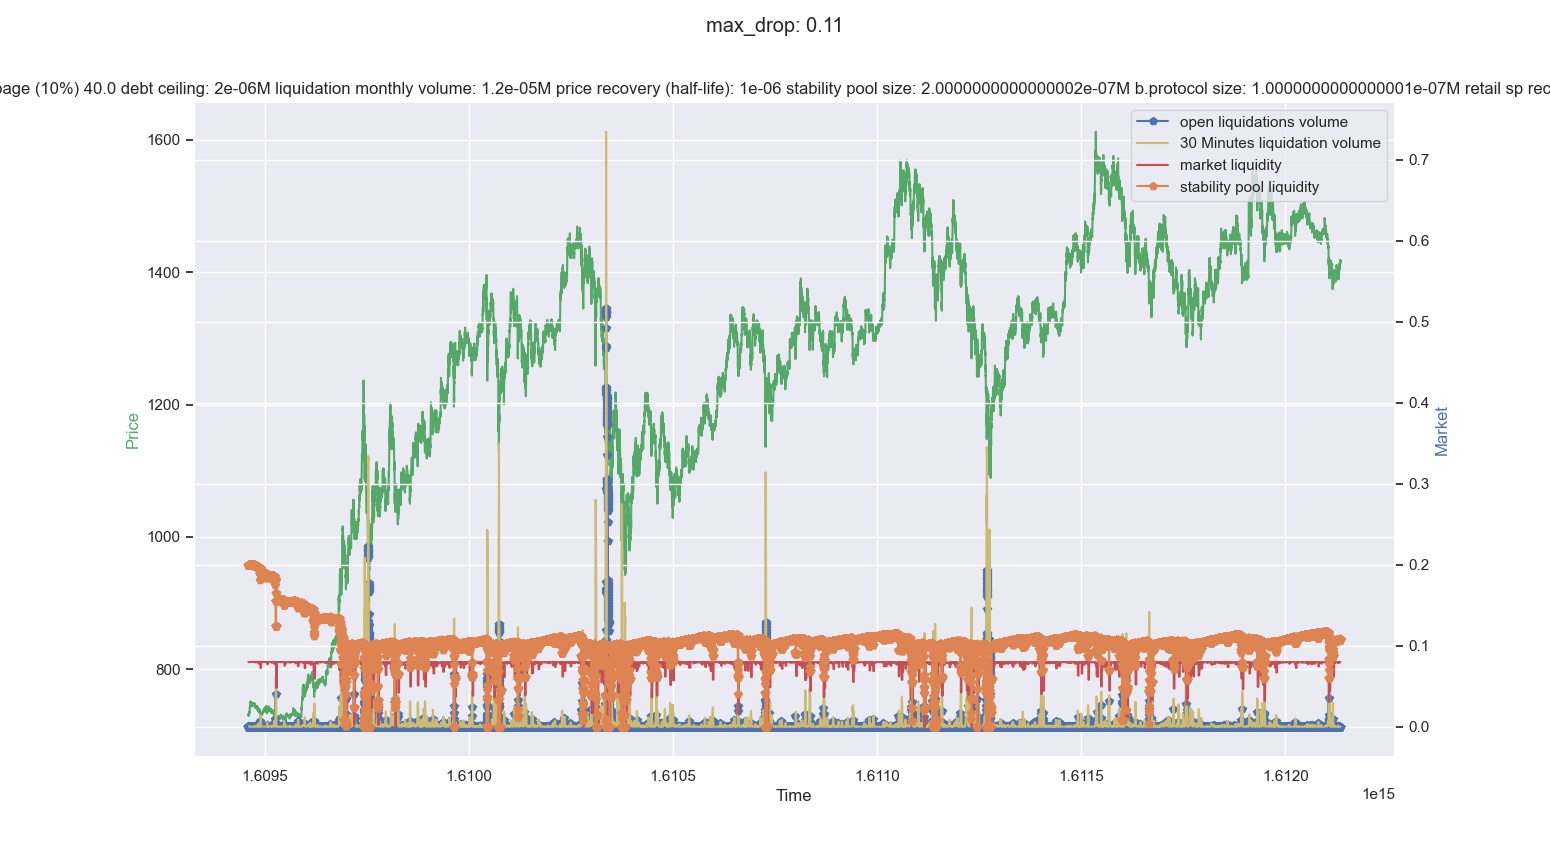 max_drop: 0.11
page (10%) 40.0 debt ceiling: 2e-06M liquidation monthly volume: 1.2e-05M price recovery (half-life): 1e-06 stability pool size: 2.0000000000000002e-07M b.protocol size: 1.0000000000000001e-07M retail sp rec
open liquidations volume
30 Minutes liquidation volume
market liquidity
stability pool liquidity
1600
1400
1200
1000
800
Price
0.7
0.6
0.5
0.4
0.3
0.2
0.1
0.0
Market
1.6095 1.6100 1.6105 1.6110 1.6115 1.6120
Time
1e15